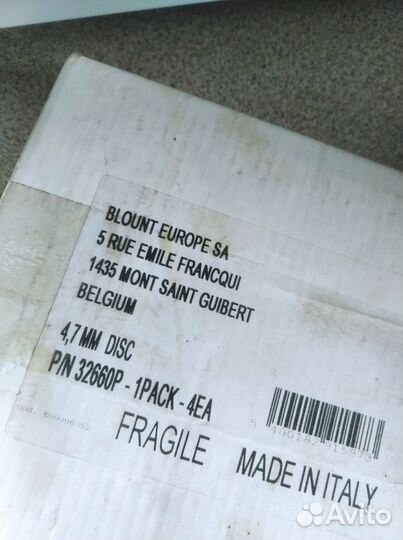 BLOUNT EUROPE SA
5 RUE EMILE FRANCQUI
1435 MONT SAINT GUIBERT
BELGIUM
4,7 MM DISC
P/N 32660P - 1PACK - 4EA
FRAGILE
MADE IN ITALY
Avito